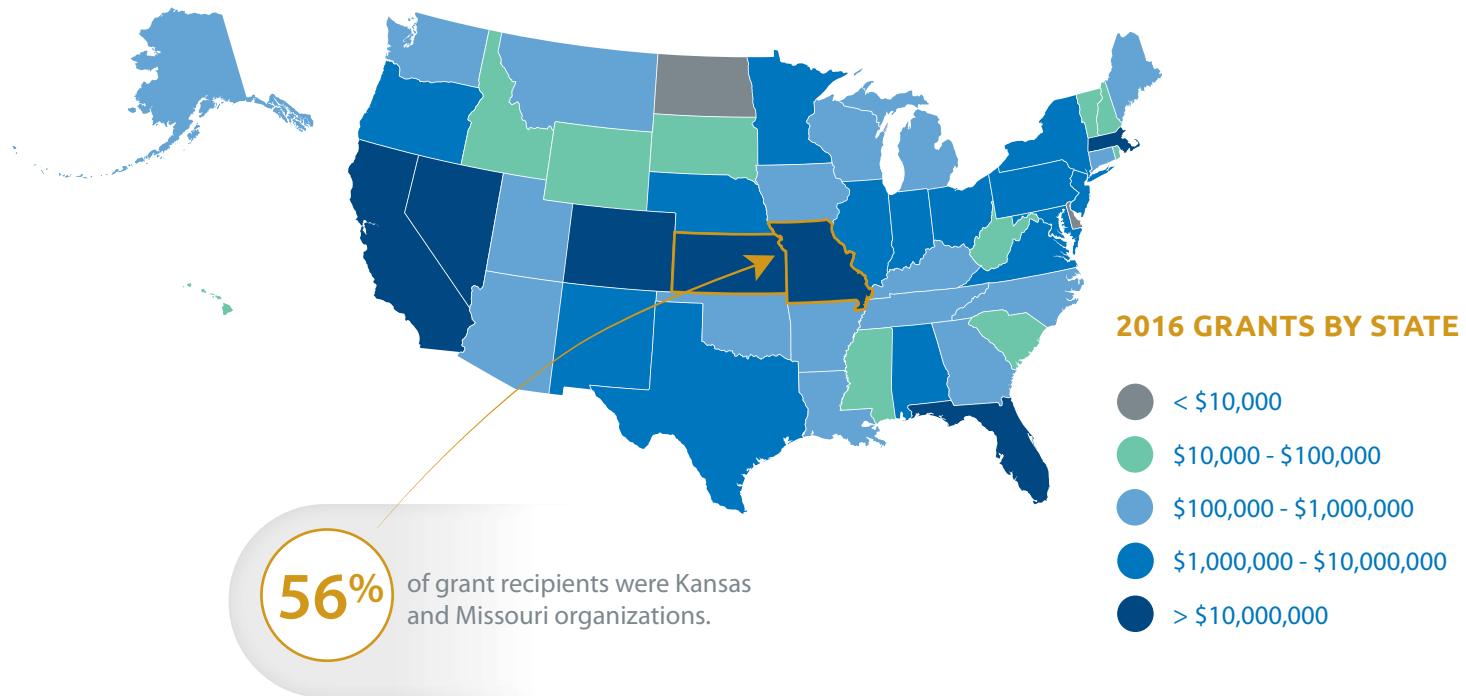 2016 GRANTS BY STATE
< $10,000
$10,000 - $100,000
$100,000 - $1,000,000
$1,000,000 - $10,000,000
> $10,000,000
56%
of grant recipients were Kansas
and Missouri organizations.